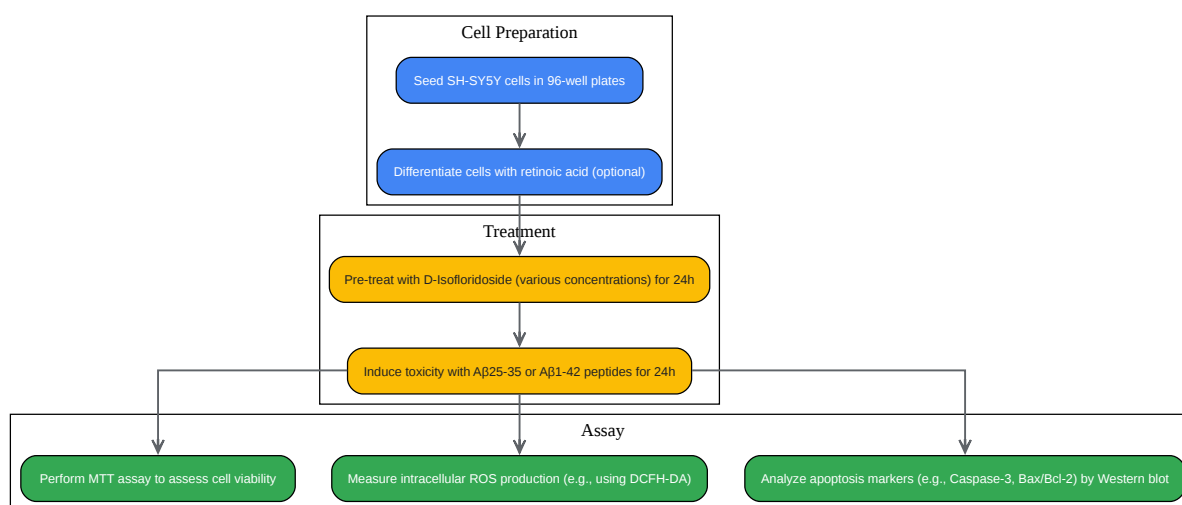 Cell Preparation
Seed SH-SY5Y cells in 96-well plates
Differentiate cells with retinoic acid (optional)
Treatment
Pre-treat with D-Isofloridoside (various concentrations) for 24h
Induce toxicity with Aβ25-35 or Aβ1-42 peptides for 24h
Assay
Perform MTT assay to assess cell viability
Measure intracellular ROS production (e.g., using DCFH-DA)
Analyze apoptosis markers (e.g., Caspase-3, Bax/Bcl-2) by Western blot